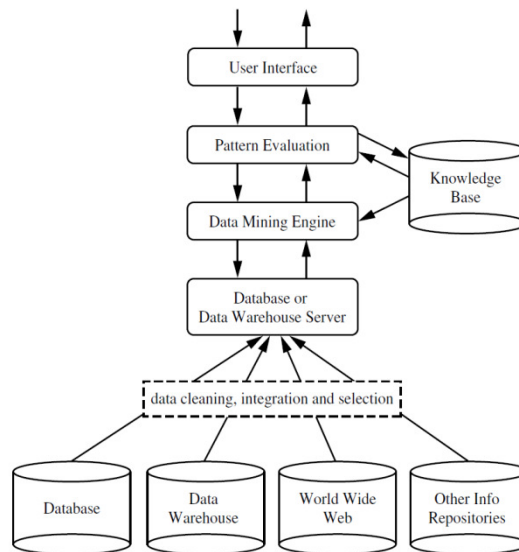 User Interface
Pattern Evaluation
Knowledge
Base
Data Mining Engine
Database or
Data Warehouse Server
data cleaning, integration and selection
Database
Data
Warehouse
World Wide
Web
Other Info
Repositories